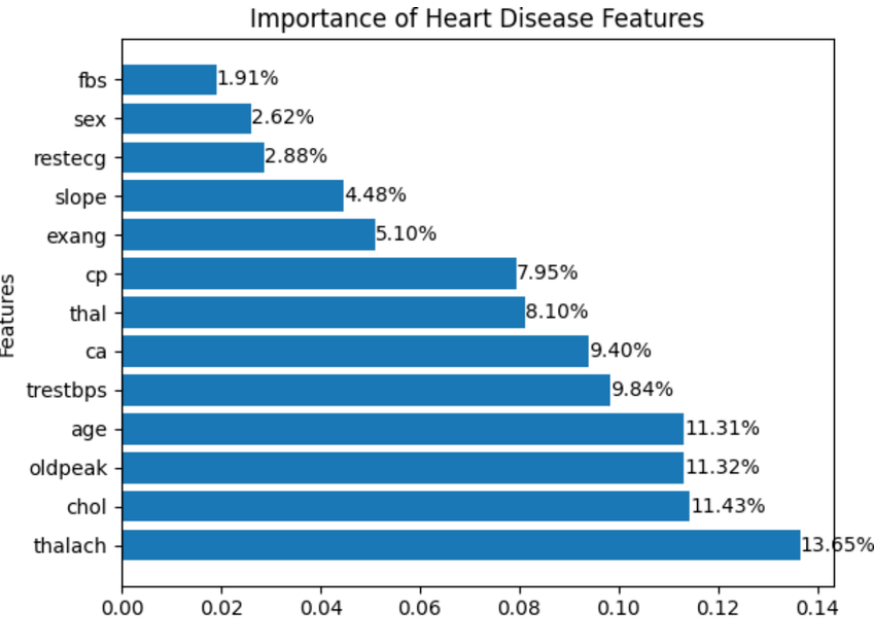 Importance of Heart Disease Features
fbs 1.91%
sex 2.62%
restecg 2.88%
slope 4.48%
exang 5.10%
cp 7.95%
thal 8.10%
ca 9.40%
trestbps 9.84%
age 11.31%
oldpeak 11.32%
chol 11.43%
thalach 13.65%
Features
0.00 0.02 0.04 0.06 0.08 0.10 0.12 0.14